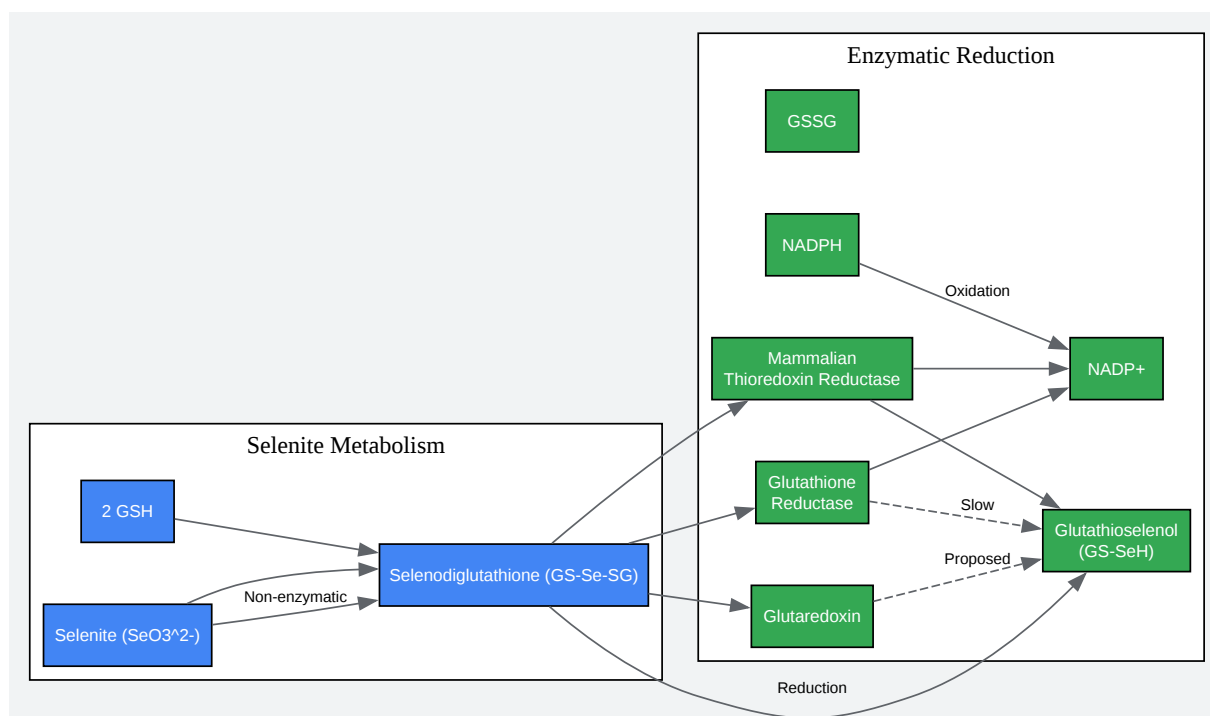 Enzymatic Reduction
GSSG
NADPH
Oxidation
Mammalian
Thioredoxin Reductase
NADP+
Selenite Metabolism
2 GSH
Glutathione
Reductase
Slow
Glutathioselenol
(GS-SeH)
Selenodiglutathione (GS-Se-SG)
Proposed
Non-enzymatic
Selenite (SeO3^2-)
Glutaredoxin
Reduction